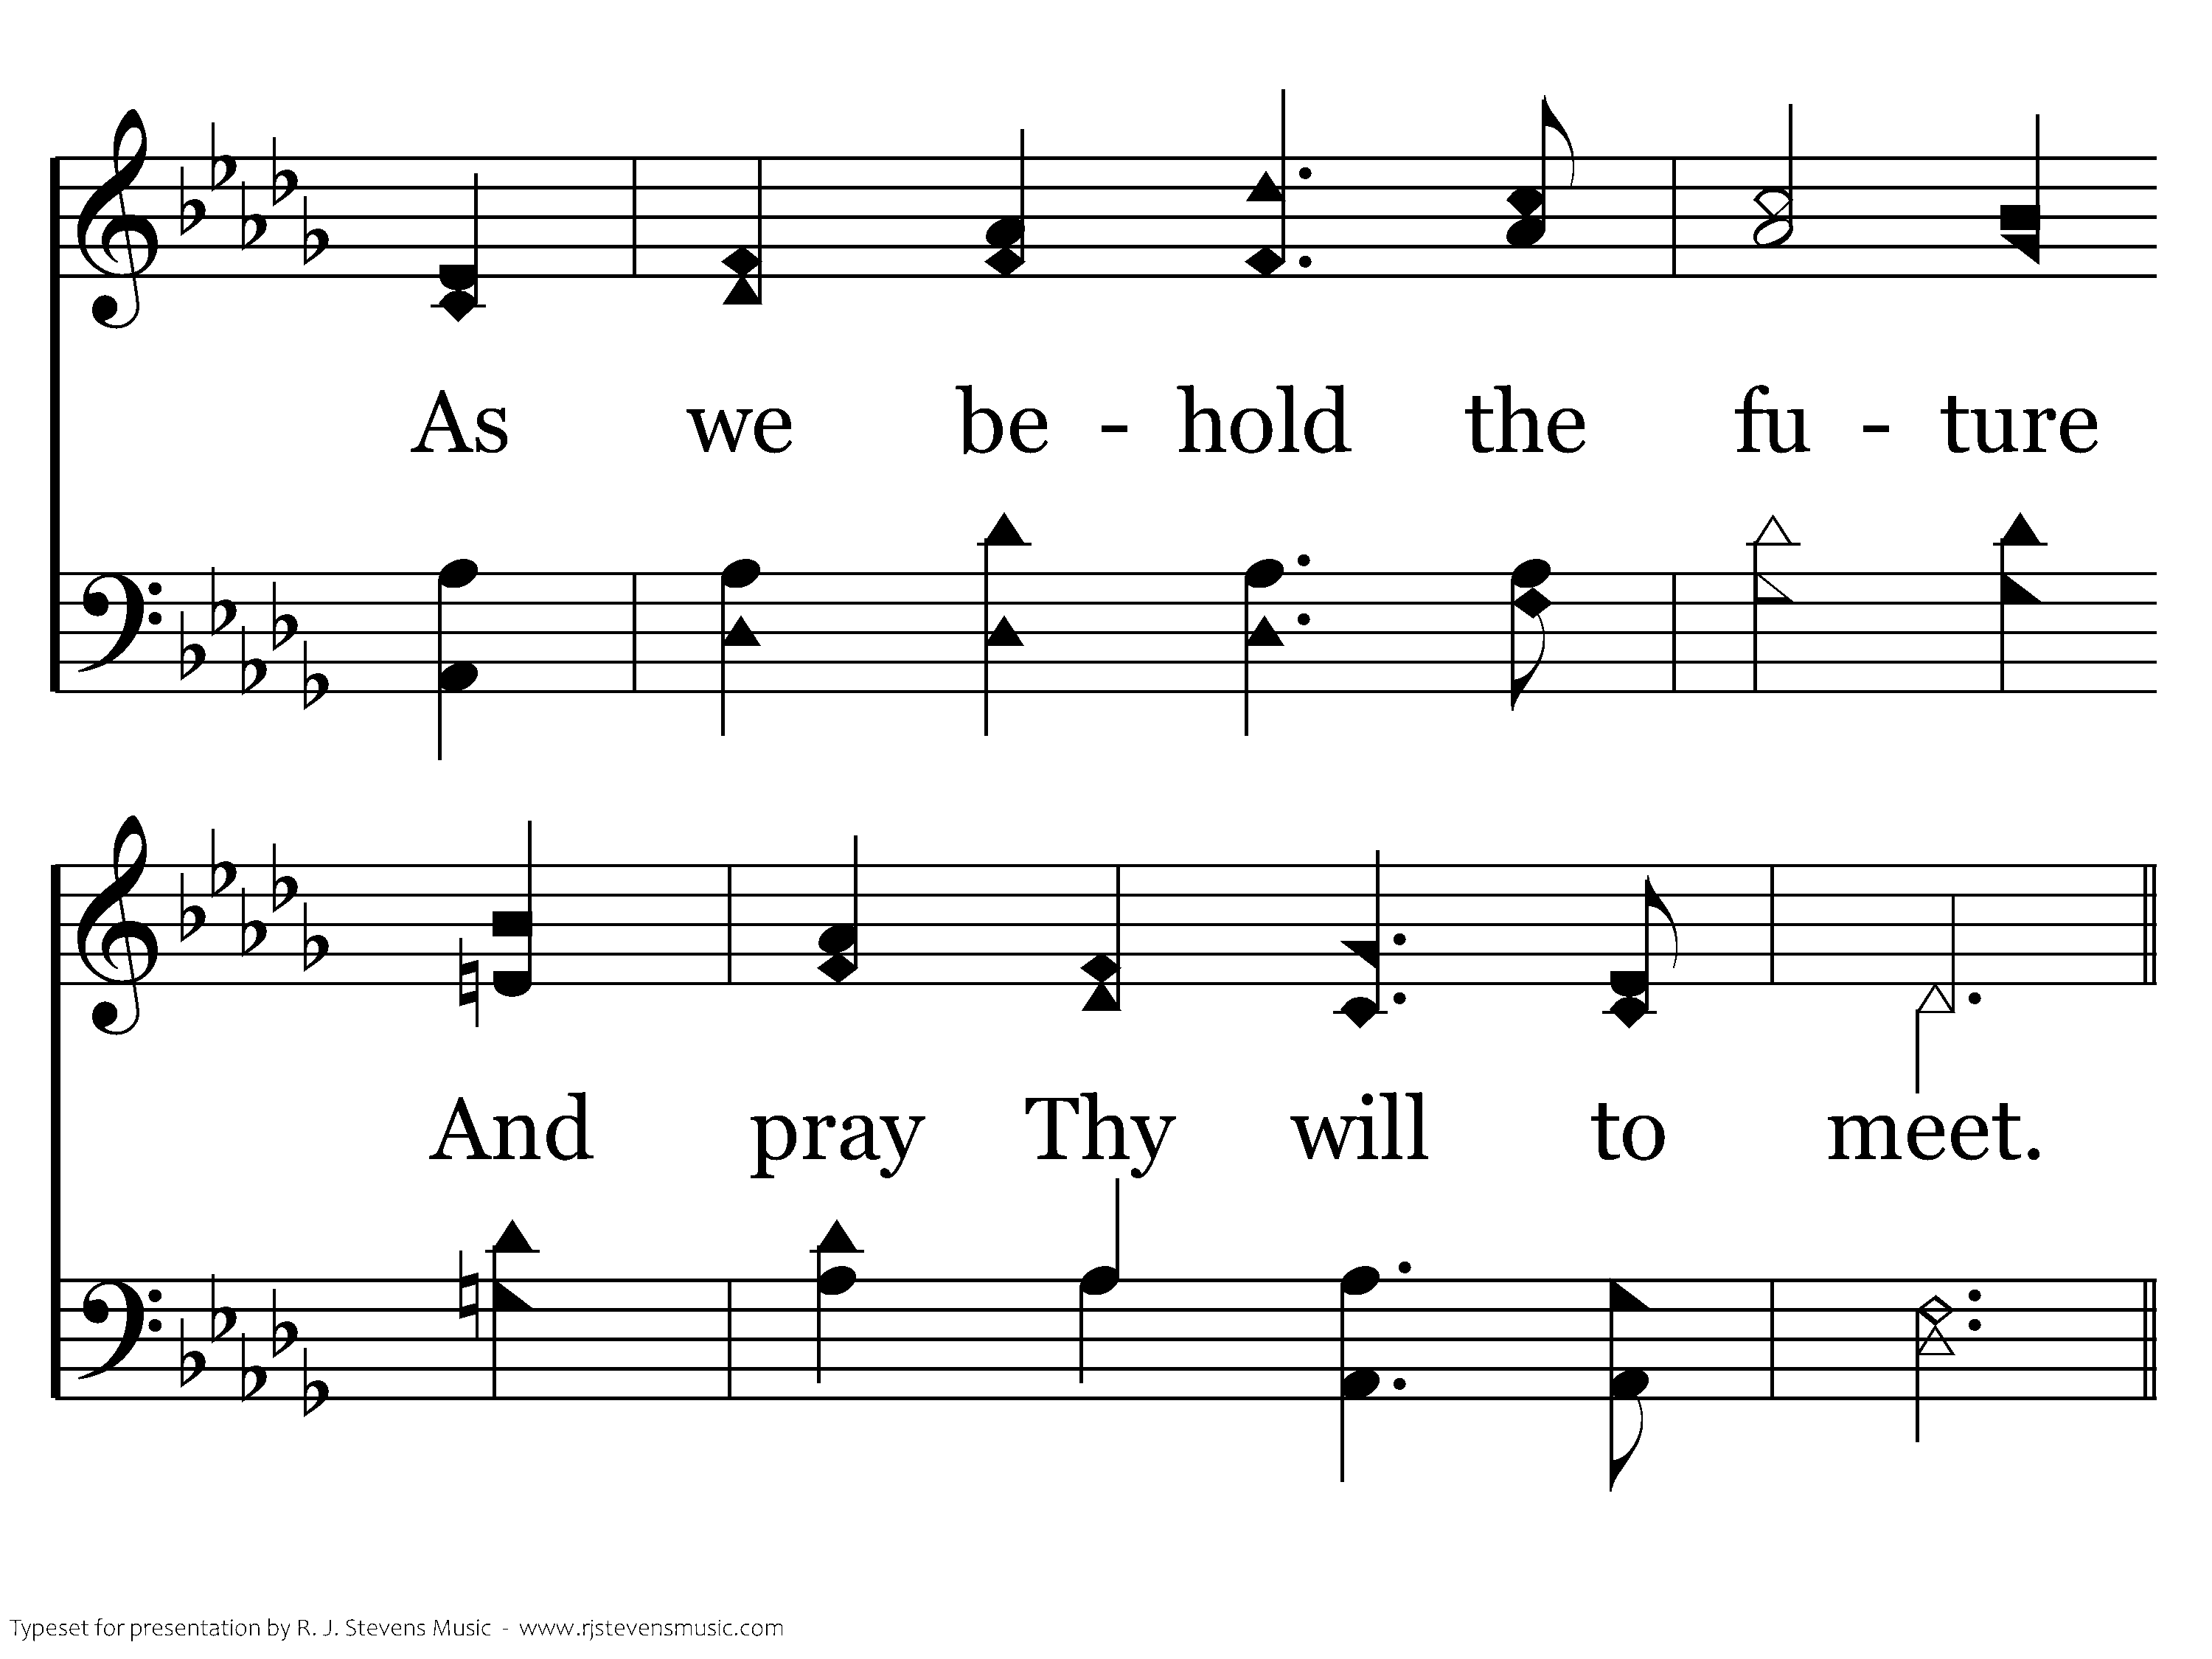 As we be - hold the fu - ture
And pray Thy will to meet.
Typeset for presentation by R. J. Stevens Music - www.rjstevensmusic.com